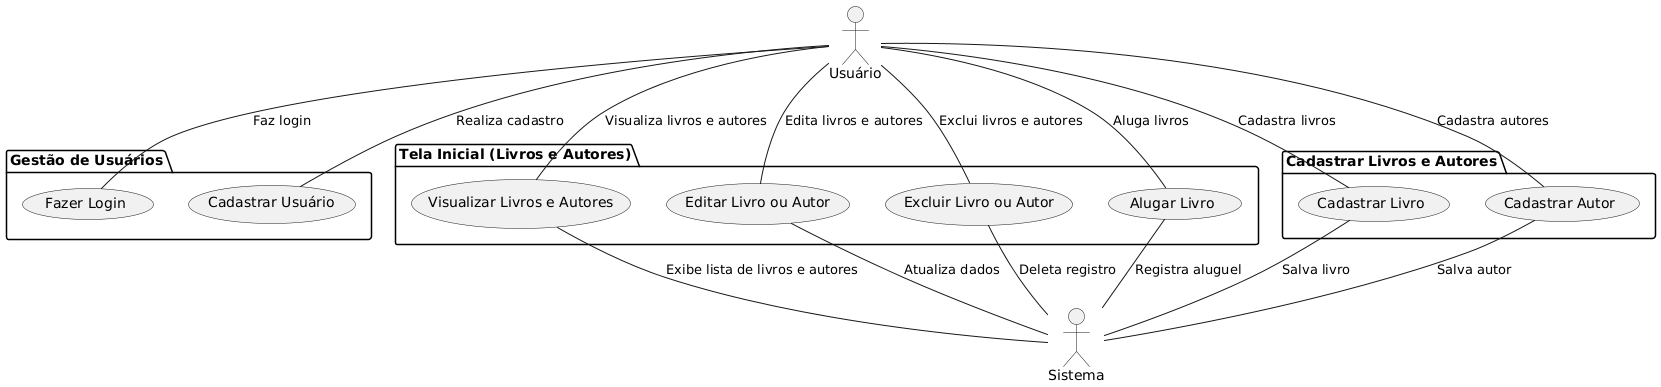 Usuário
Faz login
Realiza cadastro
Visualiza livros e autores
Edita livros e autores
Exclui livros e autores
Aluga livros
Cadastra livros
Cadastra autores
Gestão de Usuários
Tela Inicial (Livros e Autores)
Cadastrar Livros e Autores
Fazer Login
Cadastrar Usuário
Visualizar Livros e Autores
Editar Livro ou Autor
Excluir Livro ou Autor
Alugar Livro
Cadastrar Livro
Cadastrar Autor
Exibe lista de livros e autores
Atualiza dados
Deleta registro
Registra aluguel
Salva livro
Salva autor
Sistema